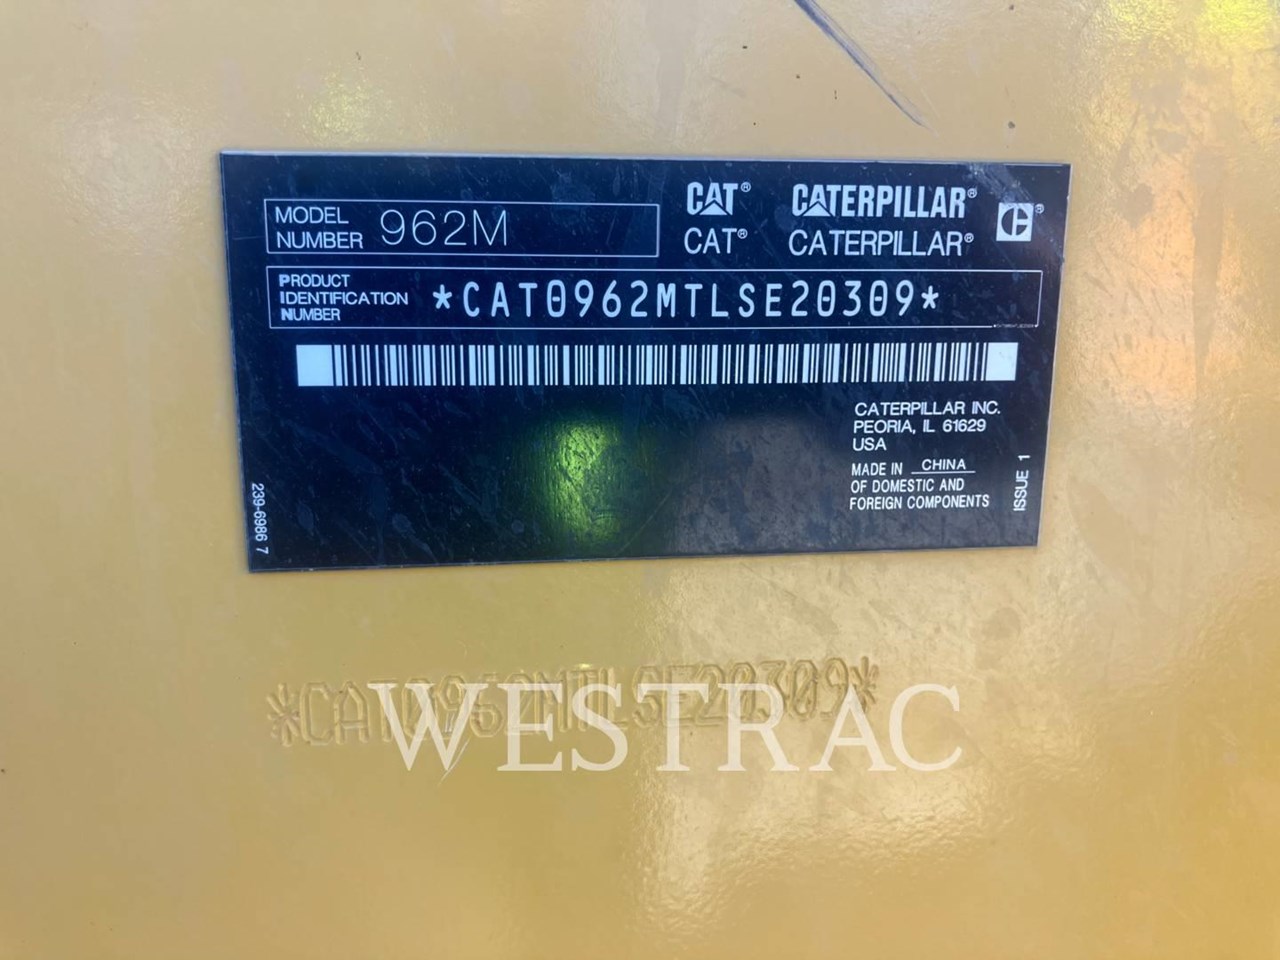 CAT® CATERPILLAR®
CAT® CATERPILLAR®
MODEL NUMBER 962M
PRODUCT IDENTIFICATION NUMBER *CAT0962MTLSE20309*
CATERPILLAR INC.
PEORIA, IL 61629
USA
MADE IN CHINA
OF DOMESTIC AND
FOREIGN COMPONENTS
ISSUE 1
239-6986 7
*CAT0962MTLSE20309*
WESTRAC